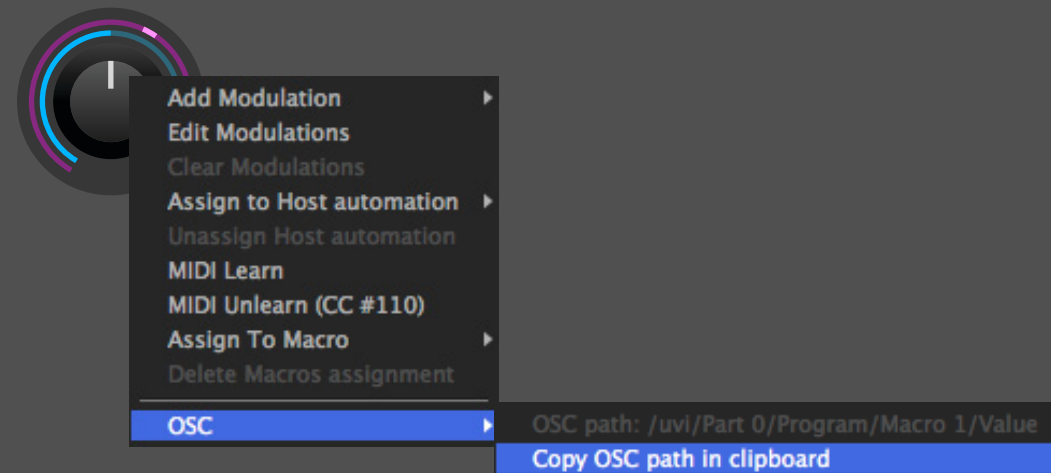 Add Modulation
Edit Modulations
Clear Modulations
Assign to Host automation
Unassign Host automation
MIDI Learn
MIDI Unlearn (CC #110)
Assign To Macro
Delete Macros assignment
OSC
OSC path: /uvi/Part 0/Program/Macro 1/Value
Copy OSC path in clipboard